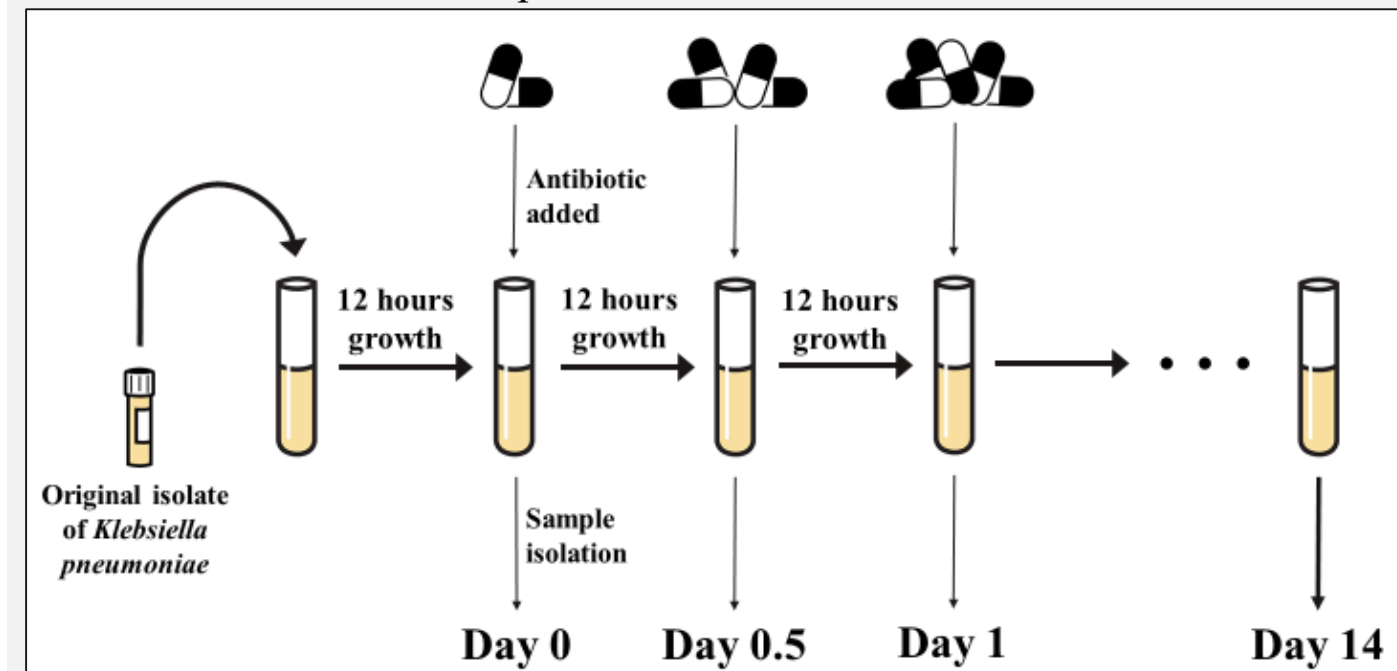 Antibiotic
added
12 hours
growth
12 hours
growth
12 hours
growth
Original isolate
of Klebsiella
pneumoniae
Sample
isolation
Day 0
Day 0.5
Day 1
Day 14